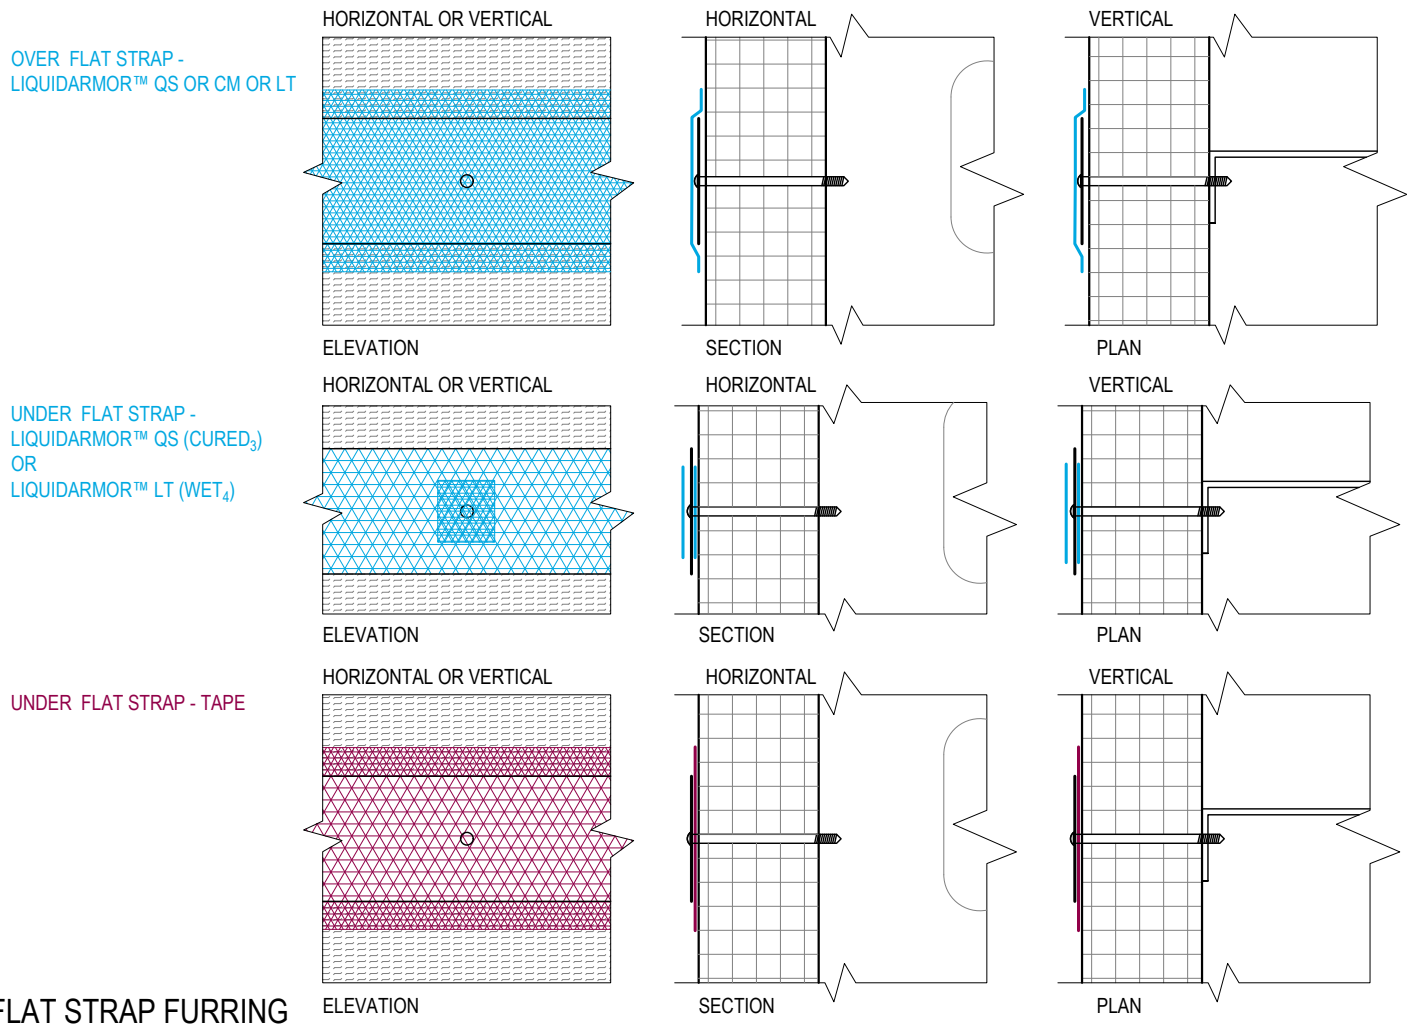 HORIZONTAL OR VERTICAL
HORIZONTAL
VERTICAL
OVER FLAT STRAP -
LIQUIDARMOR™ QS OR CM OR LT
ELEVATION
SECTION
PLAN
HORIZONTAL OR VERTICAL
HORIZONTAL
VERTICAL
UNDER FLAT STRAP -
LIQUIDARMOR™ QS (CURED₃)
OR
LIQUIDARMOR™ LT (WET₄)
ELEVATION
SECTION
PLAN
HORIZONTAL OR VERTICAL
HORIZONTAL
VERTICAL
UNDER FLAT STRAP - TAPE
ELEVATION
SECTION
PLAN
FLAT STRAP FURRING